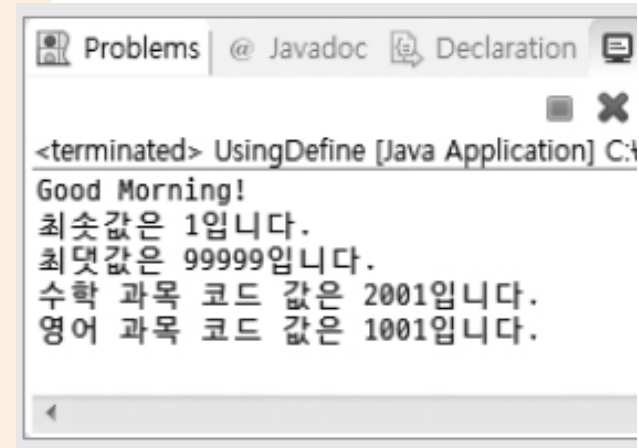 Problems @ Javadoc Declaration
<terminated> UsingDefine [Java Application] C:\
Good Morning!
최솟값은 1입니다.
최댓값은 99999입니다.
수학 과목 코드 값은 2001입니다.
영어 과목 코드 값은 1001입니다.